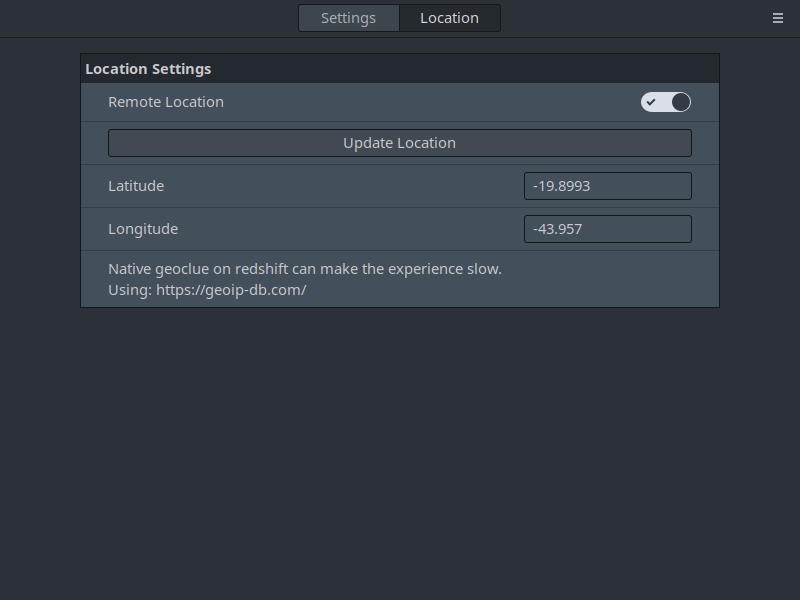 Settings
Location
Location Settings
Remote Location
Update Location
Latitude
-19.8993
Longitude
-43.957
Native geoclue on redshift can make the experience slow.
Using: https://geoip-db.com/